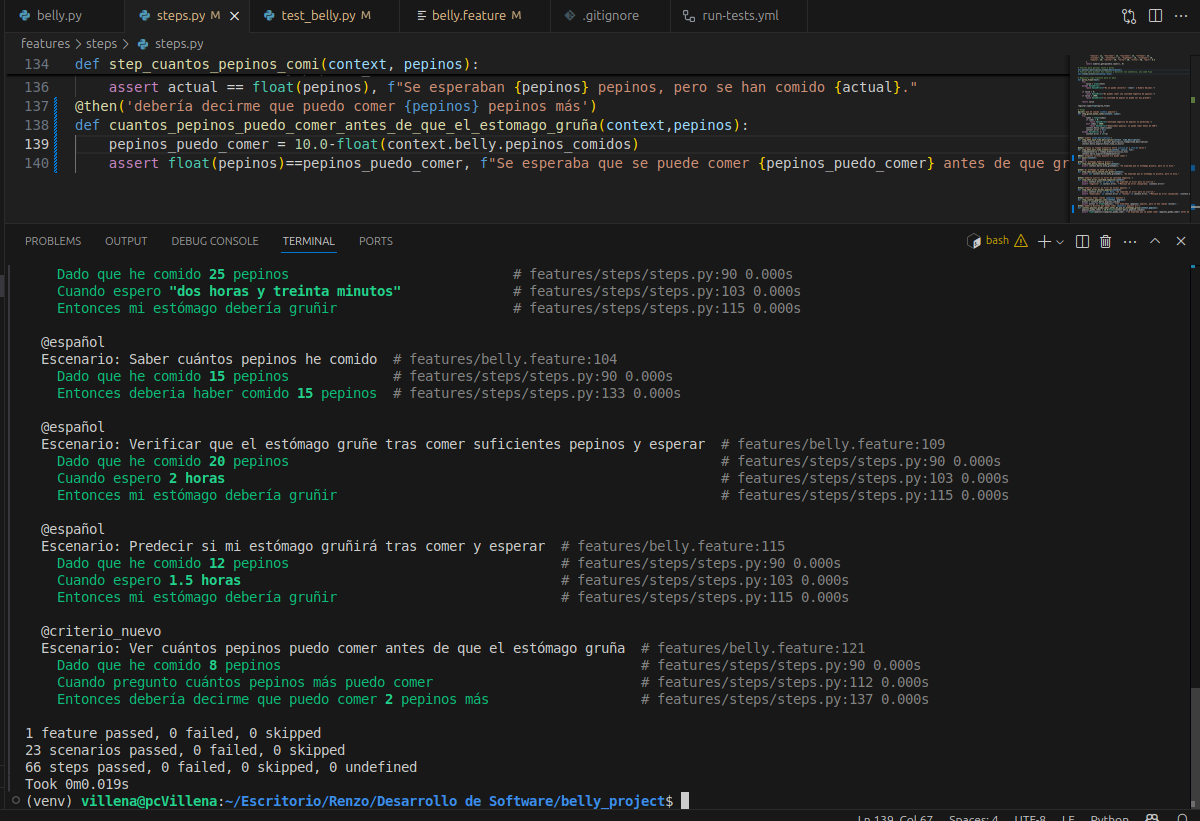 belly.py
steps.py M
test_belly.py M
belly.feature M
.gitignore
run-tests.yml
features > steps > steps.py
134 def step_cuantos_pepinos_comi(context, pepinos):
136 assert actual == float(pepinos), f"Se esperaban {pepinos} pepinos, pero se han comido {actual}."
137 @then('debería decirme que puedo comer {pepinos} pepinos más')
138 def cuantos_pepinos_puedo_comer_antes_de_que_el_estomago_gruña(context,pepinos):
139 pepinos_puedo_comer = 10.0-float(context.belly.pepinos_comidos)
140 assert float(pepinos)==pepinos_puedo_comer, f"Se esperaba que se puede comer {pepinos_puedo_comer} antes de que gr
PROBLEMS OUTPUT DEBUG CONSOLE TERMINAL PORTS
bash
Dado que he comido 25 pepinos # features/steps/steps.py:90 0.000s
Cuando espero "dos horas y treinta minutos" # features/steps/steps.py:103 0.000s
Entonces mi estómago debería gruñir # features/steps/steps.py:115 0.000s
@español
Escenario: Saber cuántos pepinos he comido # features/belly.feature:104
Dado que he comido 15 pepinos # features/steps/steps.py:90 0.000s
Entonces deberia haber comido 15 pepinos # features/steps/steps.py:133 0.000s
@español
Escenario: Verificar que el estómago gruñe tras comer suficientes pepinos y esperar # features/belly.feature:109
Dado que he comido 20 pepinos # features/steps/steps.py:90 0.000s
Cuando espero 2 horas # features/steps/steps.py:103 0.000s
Entonces mi estómago debería gruñir # features/steps/steps.py:115 0.000s
@español
Escenario: Predecir si mi estómago gruñirá tras comer y esperar # features/belly.feature:115
Dado que he comido 12 pepinos # features/steps/steps.py:90 0.000s
Cuando espero 1.5 horas # features/steps/steps.py:103 0.000s
Entonces mi estómago debería gruñir # features/steps/steps.py:115 0.000s
@criterio_nuevo
Escenario: Ver cuántos pepinos puedo comer antes de que el estómago gruña # features/belly.feature:121
Dado que he comido 8 pepinos # features/steps/steps.py:90 0.000s
Cuando pregunto cuántos pepinos más puedo comer # features/steps/steps.py:112 0.000s
Entonces debería decirme que puedo comer 2 pepinos más # features/steps/steps.py:137 0.000s
1 feature passed, 0 failed, 0 skipped
23 scenarios passed, 0 failed, 0 skipped
66 steps passed, 0 failed, 0 skipped, 0 undefined
Took 0m0.019s
(venv) villena@pcVillena:~/Escritorio/Renzo/Desarrollo de Software/belly_project$
Ln 139, Col 67 Spaces: 4 UTF-8 LF Python